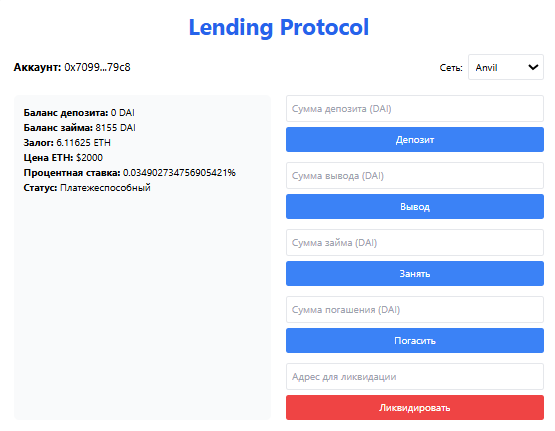 Lending Protocol
Аккаунт: 0x7099...79c8
Сеть: Anvil
Баланс депозита: 0 DAI
Баланс займа: 8155 DAI
Залог: 6.11625 ETH
Цена ETH: $2000
Процентная ставка: 0.034902734756905421%
Статус: Платежеспособный
Сумма депозита (DAI)
Депозит
Сумма вывода (DAI)
Вывод
Сумма займа (DAI)
Занять
Сумма погашения (DAI)
Погасить
Адрес для ликвидации
Ликвидировать